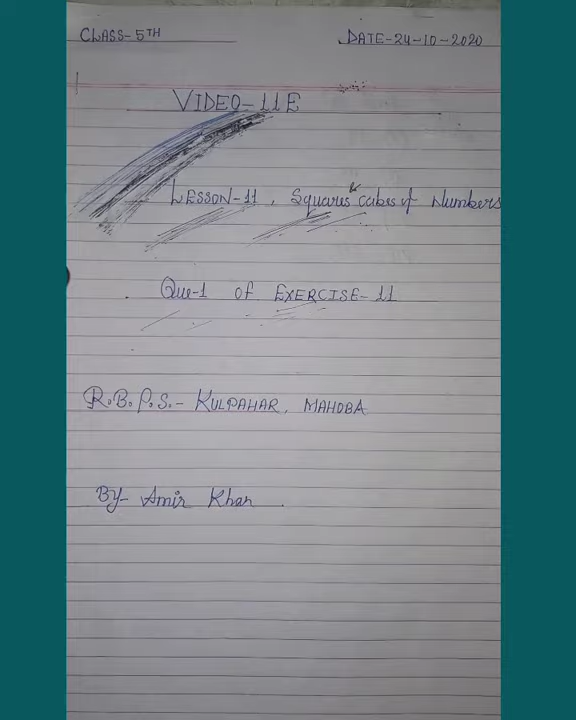 CLASS-5TH DATE-24-10-2020
VIDEO-11E
LESSON-11, Squares & Cubes of Numbers
Que-1 of EXERCISE-11
R.B.P.S.- KULPAHAR, MAHOBA
By- Amir Khan